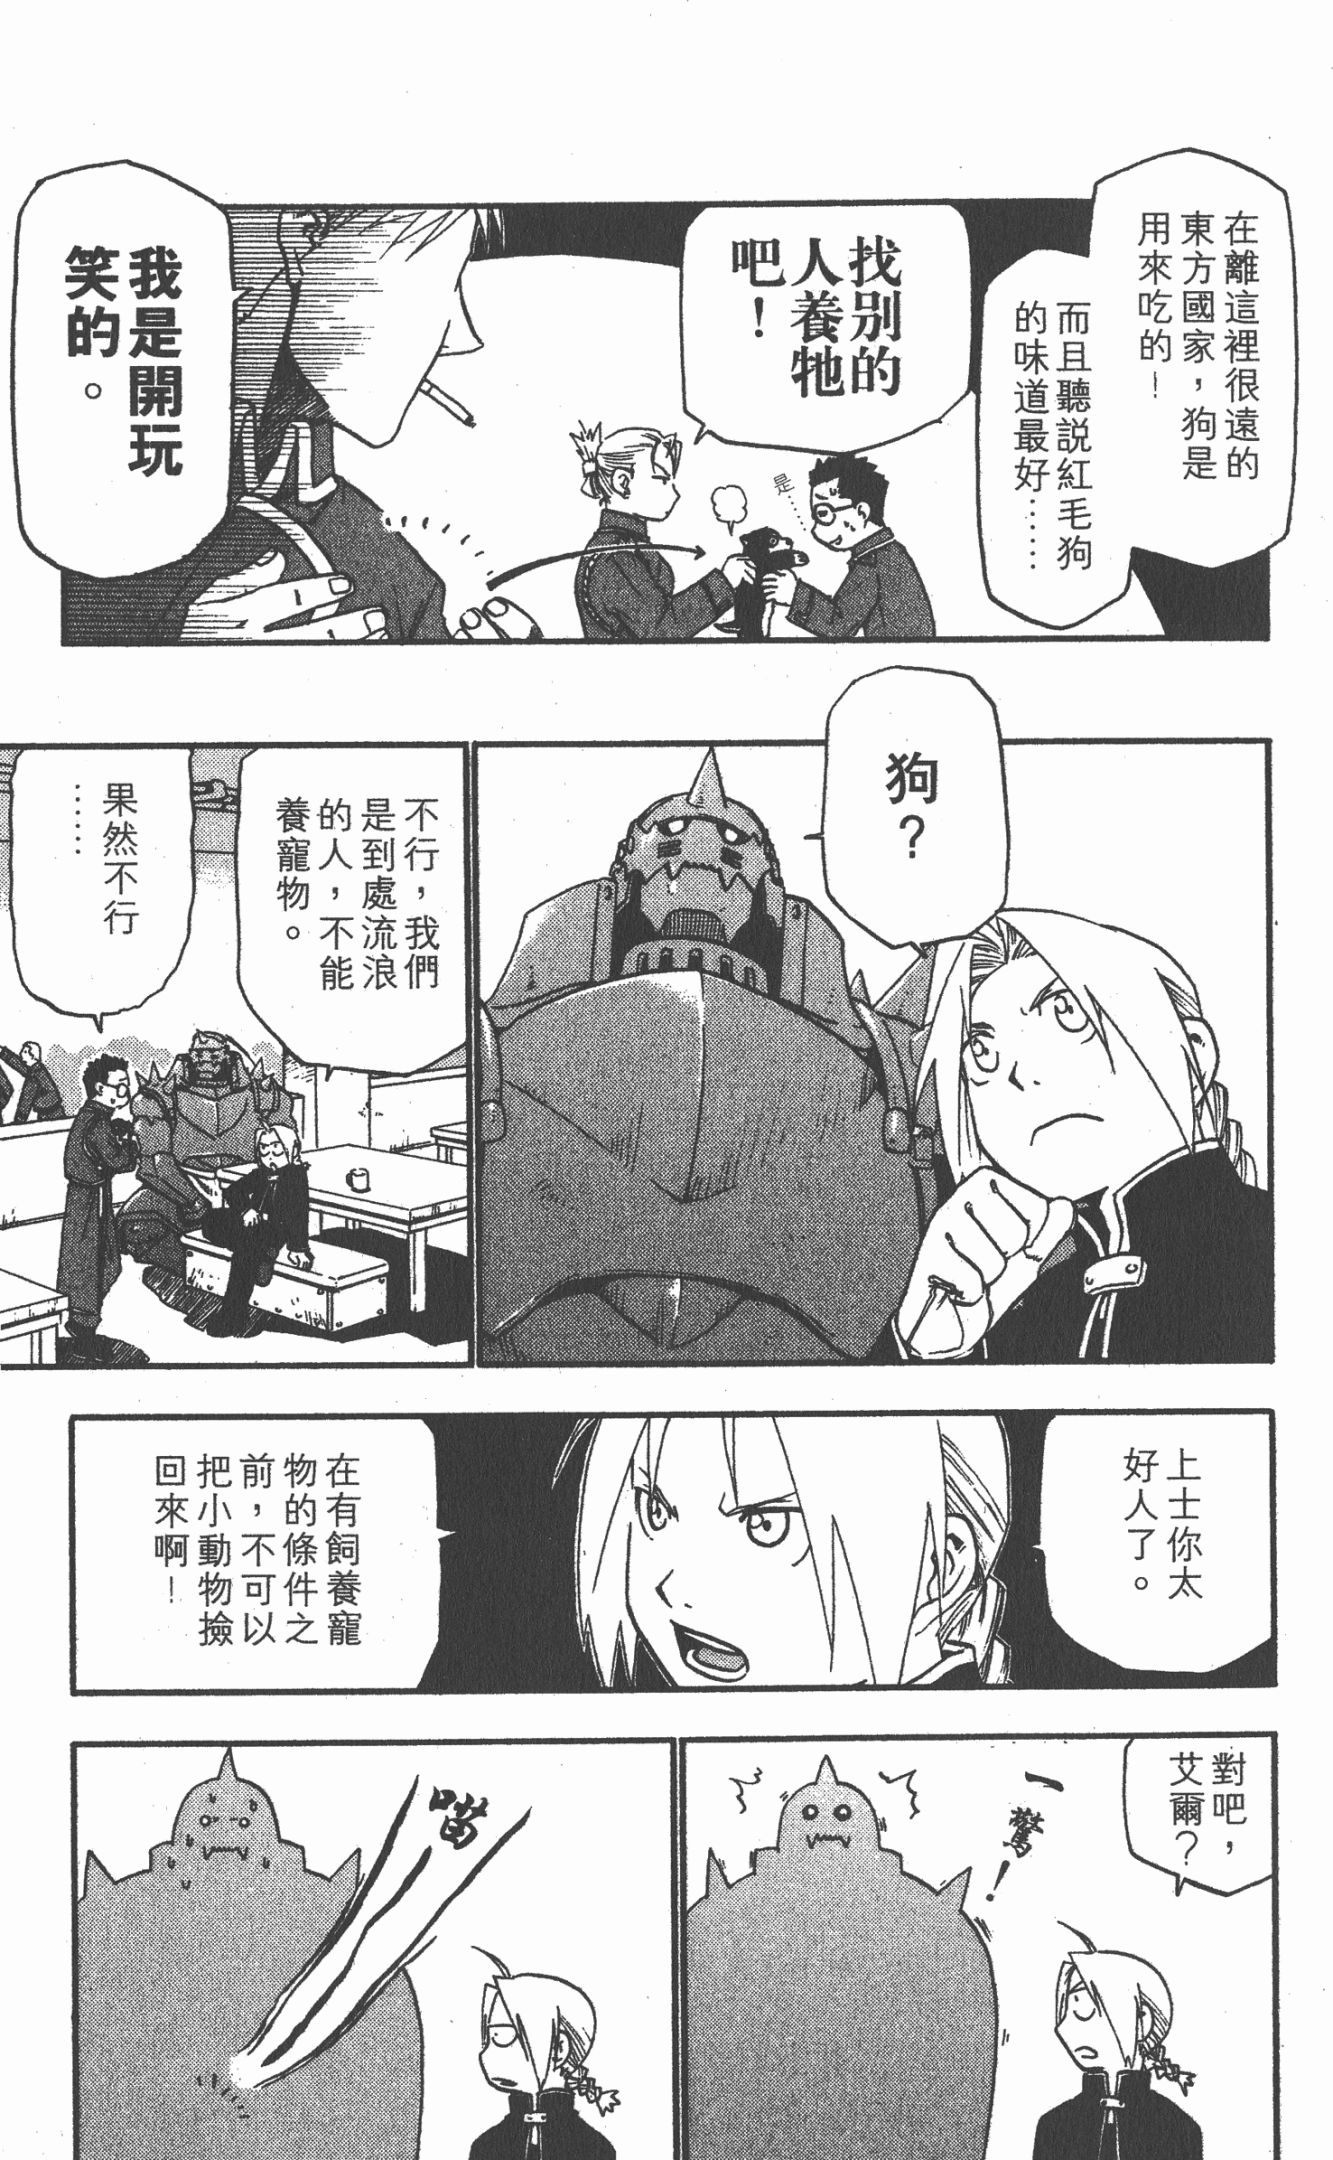 在離這裡很遠的
東方國家，狗是
用來吃的！
而且聽説紅毛狗
的味道最好……
找別的
人養牠
吧！
是……
我是開玩
笑的。
狗？
不行，我們
是到處流浪
的人，不能
養寵物。
果然不行
……
上士你太
好人了。
在有飼養寵
物的條件之
前，不可以
把小動物撿
回來啊！
對吧，
艾爾？
一驚！
喵